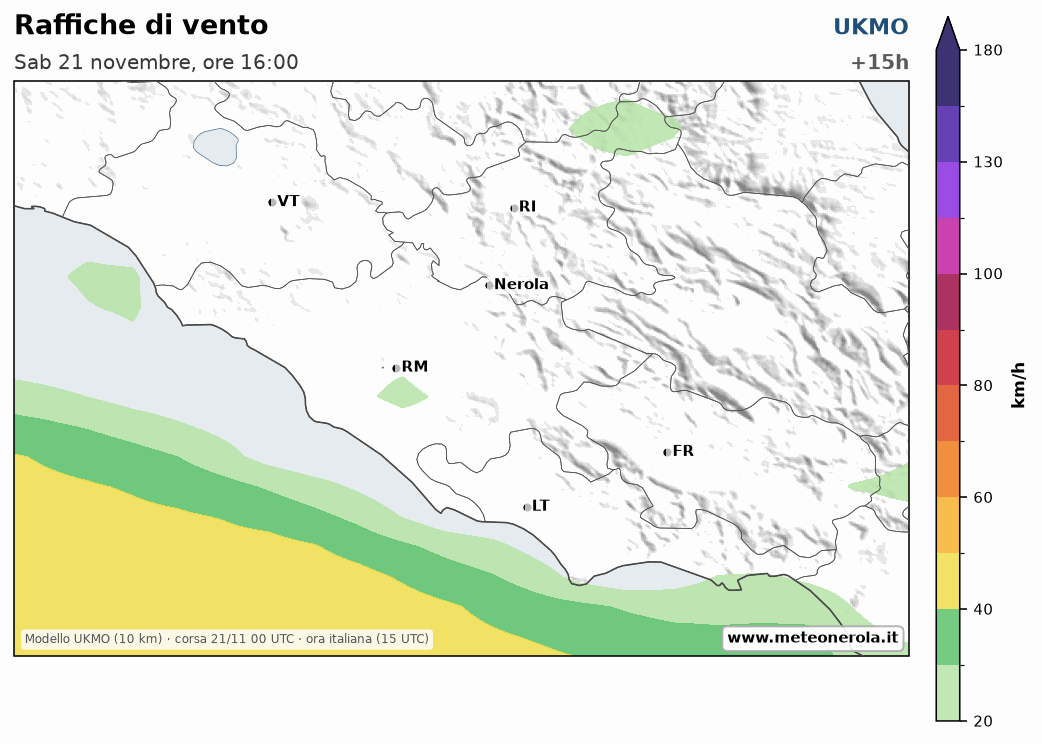 Raffiche di vento
UKMO
Sab 21 novembre, ore 16:00
+15h
VT
RI
Nerola
RM
FR
LT
Modello UKMO (10 km) · corsa 21/11 00 UTC · ora italiana (15 UTC)
www.meteonerola.it
180
130
100
80
60
40
20
km/h